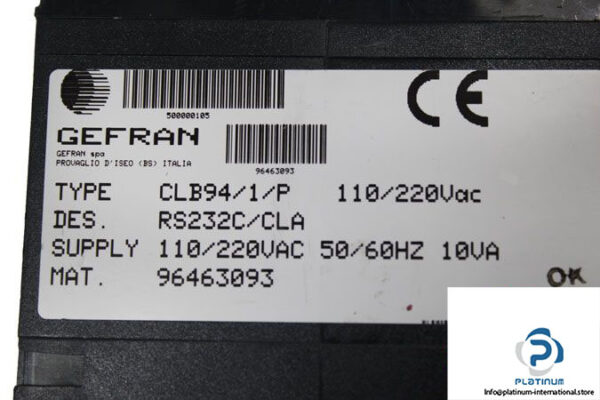 500000105
GEFRAN
GEFRAN spa
PROVAGLIO D'ISEO (BS) ITALIA
96463093
CE
TYPE CLB94/1/P 110/220Vac
DES. RS232C/CLA
SUPPLY 110/220VAC 50/60HZ 10VA
MAT. 96463093
OK
PLATINUM
Info@platinum-international.store